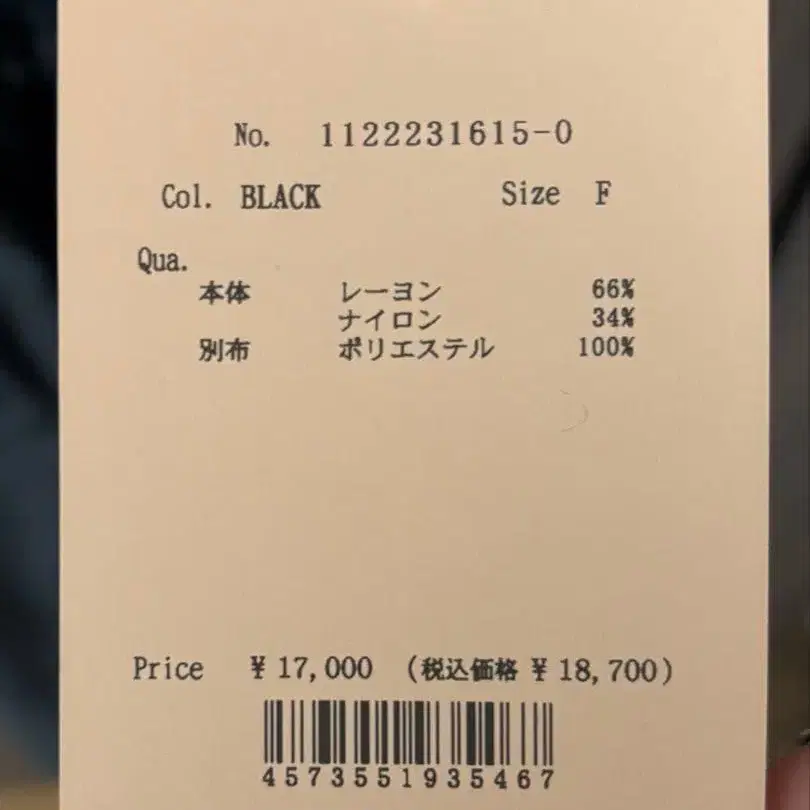 No. 1122231615-0
Col. BLACK Size F
Qua.
本体 レーヨン 66%
ナイロン 34%
別布 ポリエステル 100%
Price ¥17,000 (税込価格¥18,700)
4573551935467